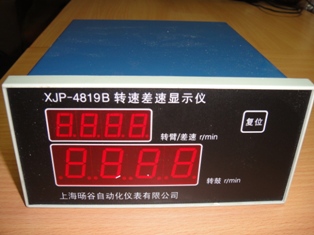 XJP-4819B 转速差速显示仪
8.8.8.8
转臂/差速 r/min
复位
8.8.8.8
转鼓 r/min
上海旸谷自动化仪表有限公司